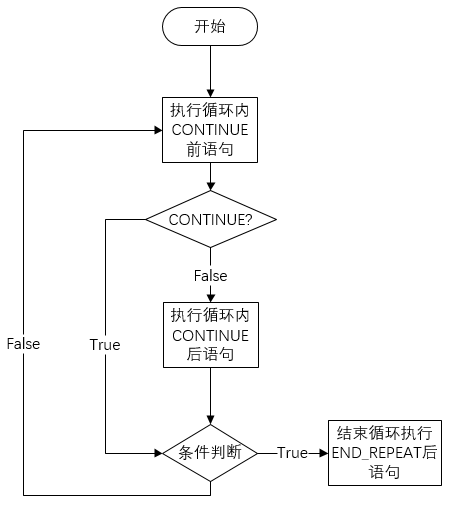 开始
执行循环内
CONTINUE
前语句
CONTINUE?
False
执行循环内
CONTINUE
后语句
False
True
条件判断
True
结束循环执行
END_REPEAT后
语句